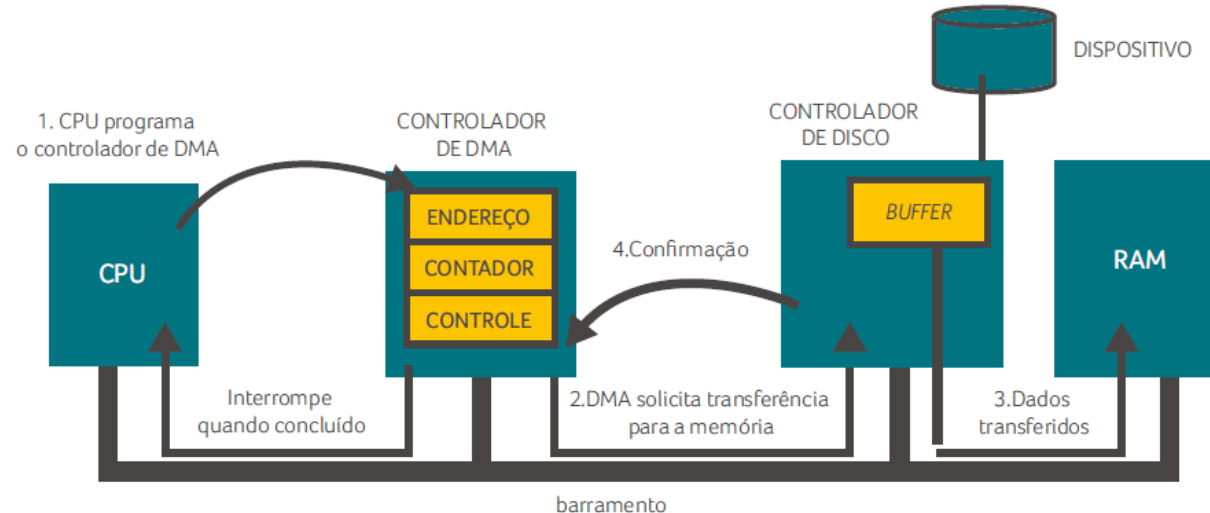 DISPOSITIVO
1. CPU programa
o controlador de DMA
CONTROLADOR
DE DMA
CONTROLADOR
DE DISCO
ENDEREÇO
CONTADOR
CONTROLE
BUFFER
4.Confirmação
CPU
RAM
Interrompe
quando concluído
2.DMA solicita transferência
para a memória
3.Dados
transferidos
barramento